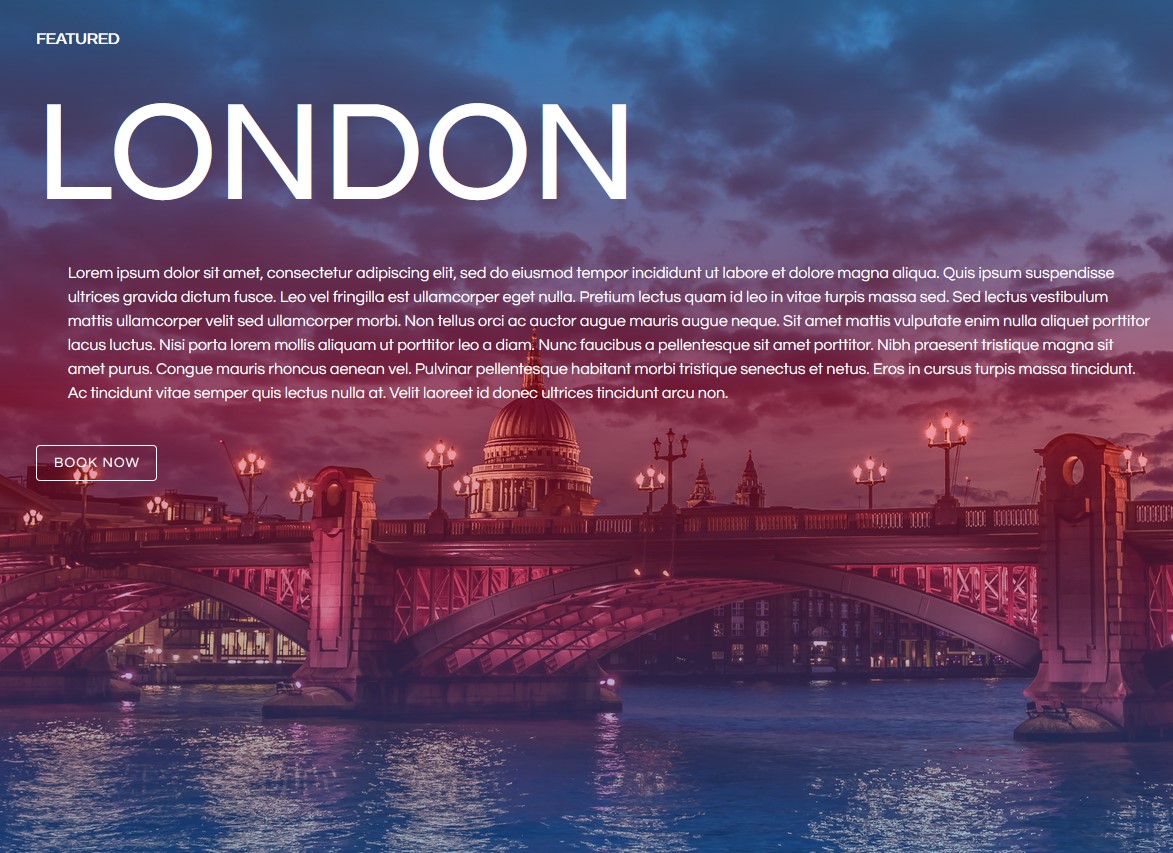 FEATURED
LONDON
Lorem ipsum dolor sit amet, consectetur adipiscing elit, sed do eiusmod tempor incididunt ut labore et dolore magna aliqua. Quis ipsum suspendisse
ultrices gravida dictum fusce. Leo vel fringilla est ullamcorper eget nulla. Pretium lectus quam id leo in vitae turpis massa sed. Sed lectus vestibulum
mattis ullamcorper velit sed ullamcorper morbi. Non tellus orci ac auctor augue mauris augue neque. Sit amet mattis vulputate enim nulla aliquet porttitor
lacus luctus. Nisi porta lorem mollis aliquam ut porttitor leo a diam. Nunc faucibus a pellentesque sit amet porttitor. Nibh praesent tristique magna sit
amet purus. Congue mauris rhoncus aenean vel. Pulvinar pellentesque habitant morbi tristique senectus et netus. Eros in cursus turpis massa tincidunt.
Ac tincidunt vitae semper quis lectus nulla at. Velit laoreet id donec ultrices tincidunt arcu non.
BOOK NOW